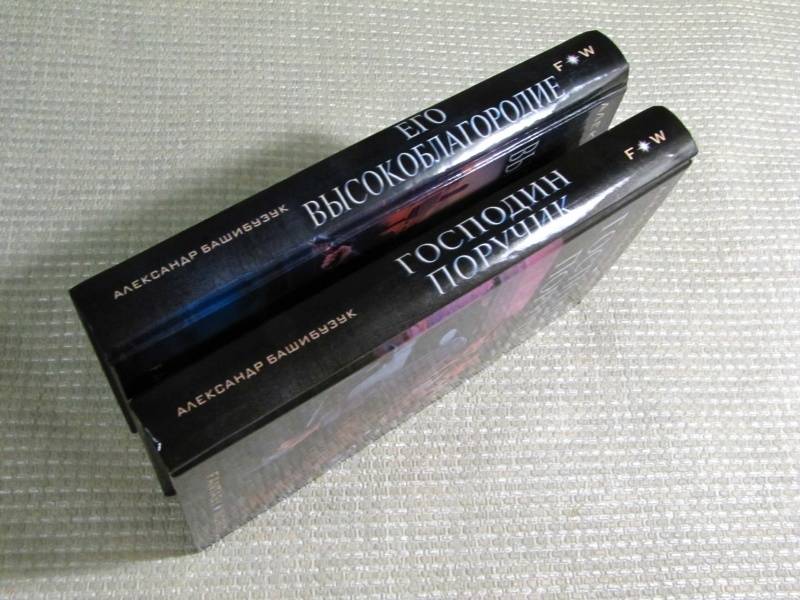 АЛЕКСАНДР БАШИБУЗУК
ЕГО
ВЫСОКОБЛАГОРОДИЕ
F W
АЛЕКСАНДР БАШИБУЗУК
ГОСПОДИН
ПОРУЧИК
F W